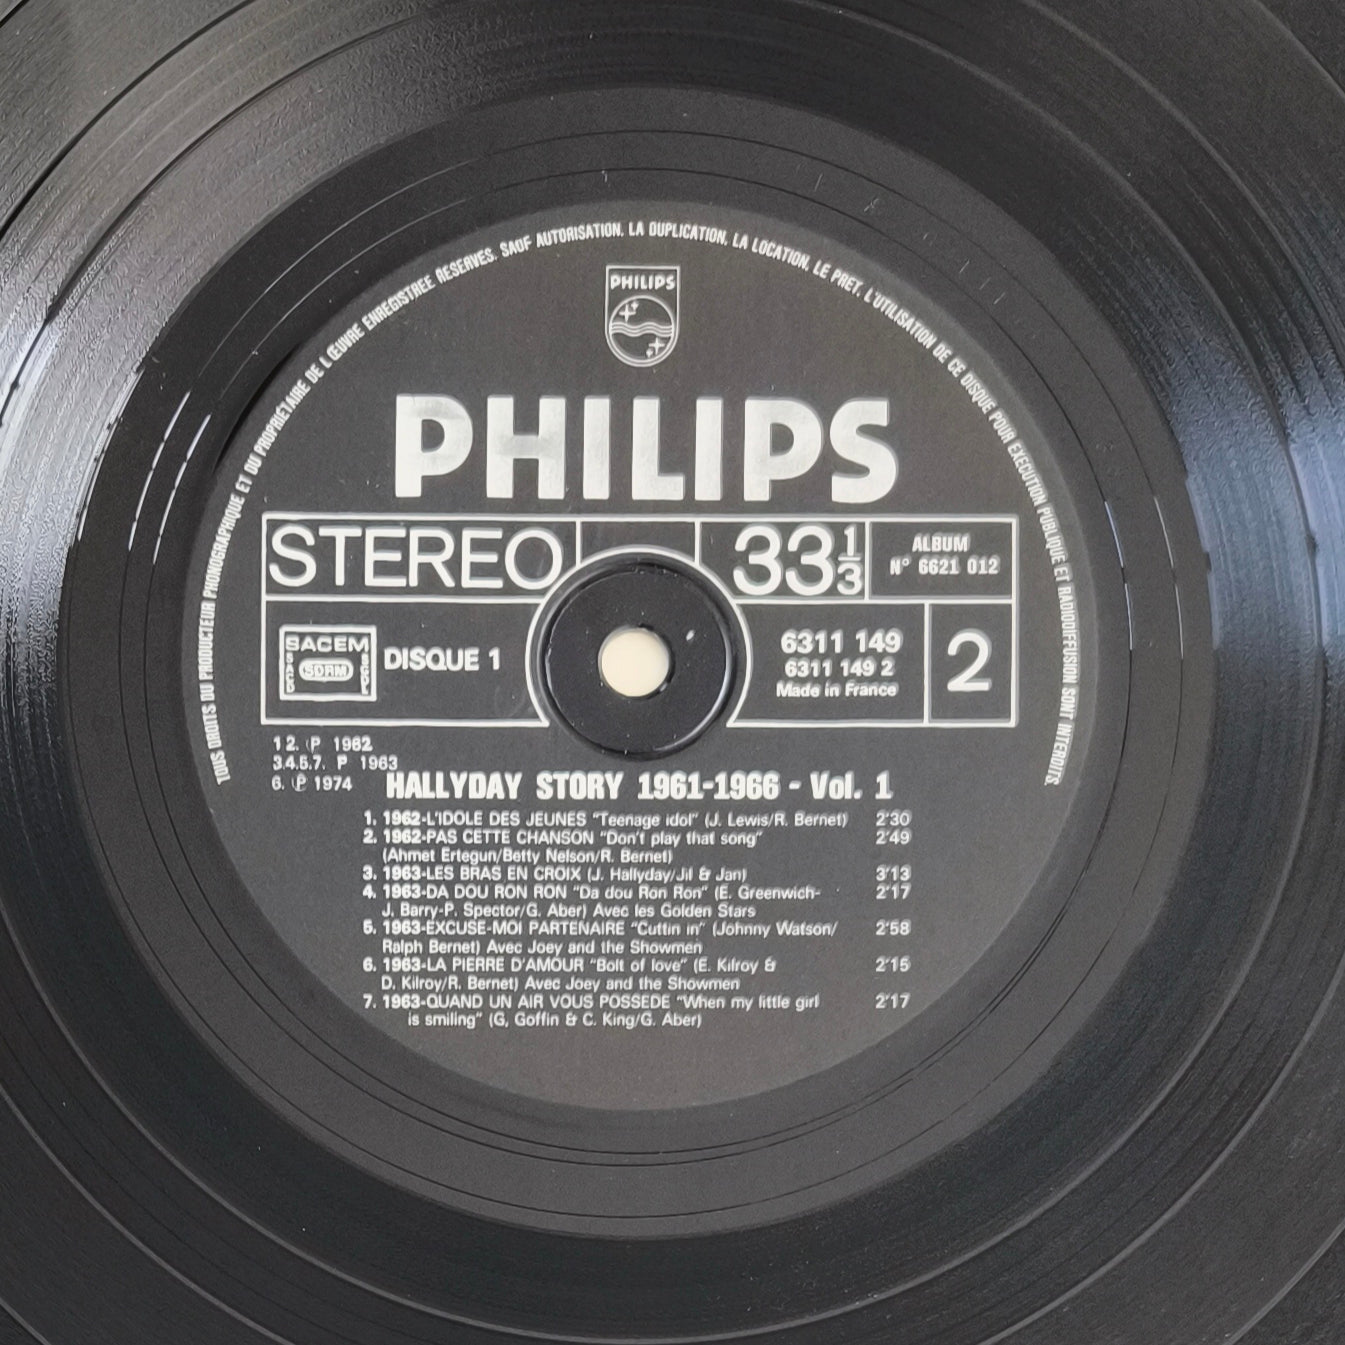 TOUS DROITS DU PRODUCTEUR PHONOGRAPHIQUE ET DU PROPRIETAIRE DE L ŒUVRE ENREGISTREE RESERVES. SAUF AUTORISATION, LA DUPLICATION, LA LOCATION, LE PRET, L'UTILISATION DE CE DISQUE POUR EXECUTION PUBLIQUE ET RADIODIFFUSION SONT INTERDITS.
PHILIPS
PHILIPS
STEREO 33 1/3 ALBUM
N° 6621 012
SACEM
SACD SDRM SGDL
DISQUE 1
6311 149
6311 149 2
Made in France
2
1 2. ℗ 1962
3.4.5.7. ℗ 1963
6. ℗ 1974
HALLYDAY STORY 1961-1966 - Vol. 1
1. 1962-L'IDOLE DES JEUNES "Teenage idol" (J. Lewis/R. Bernet) 2'30
2. 1962-PAS CETTE CHANSON "Don't play that song" 2'49
(Ahmet Ertegun/Betty Nelson/R. Bernet)
3. 1963-LES BRAS EN CROIX (J. Hallyday/Jil & Jan) 3'13
4. 1963-DA DOU RON RON "Da dou Ron Ron" (E. Greenwich- 2'17
J. Barry-P. Spector/G. Aber) Avec les Golden Stars
5. 1963-EXCUSE-MOI PARTENAIRE "Cuttin in" (Johnny Watson/ 2'58
Ralph Bernet) Avec Joey and the Showmen
6. 1963-LA PIERRE D'AMOUR "Bolt of love" (E. Kilroy & 2'15
D. Kilroy/R. Bernet) Avec Joey and the Showmen
7. 1963-QUAND UN AIR VOUS POSSEDE "When my little girl 2'17
is smiling" (G, Goffin & C. King/G. Aber)